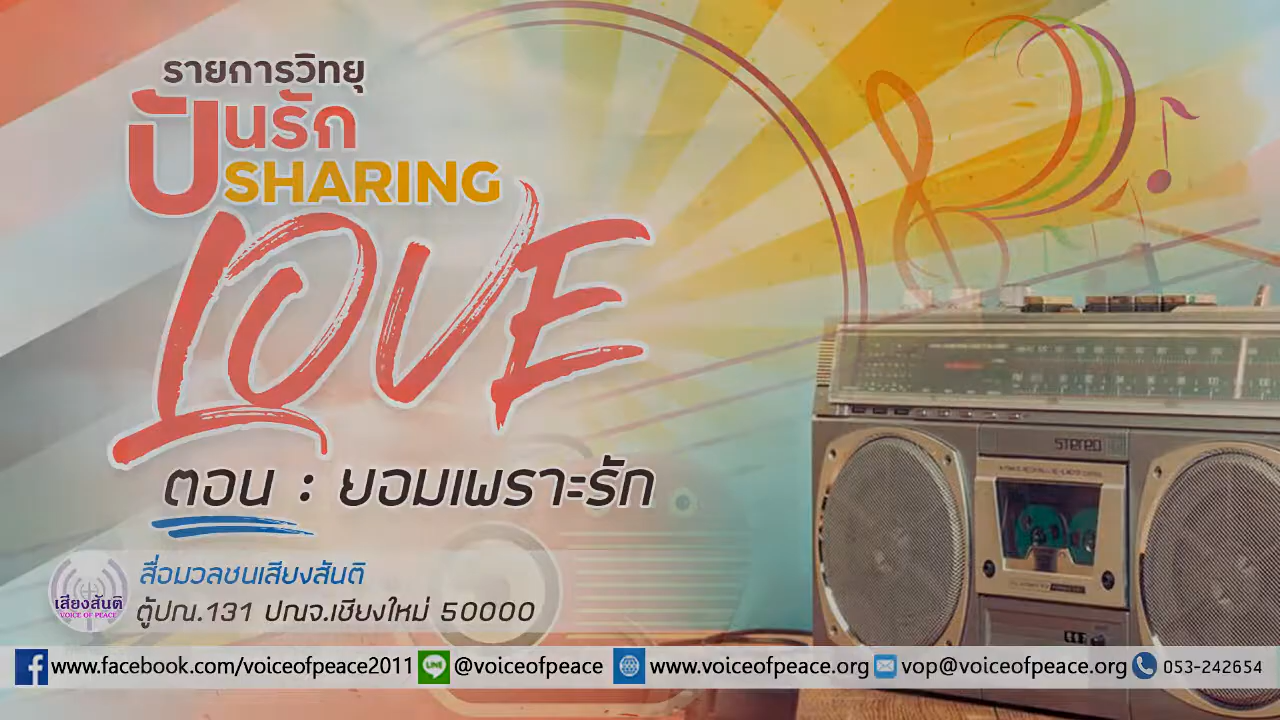 รายการวิทยุ
ปันรัก
SHARING
LOVE
ตอน : ยอมเพราะรัก
สื่อมวลชนเสียงสันติ
เสียงสันติ
VOICE OF PEACE
ตู้ปณ.131 ปณจ.เชียงใหม่ 50000
www.facebook.com/voiceofpeace2011 LINE @voiceofpeace www.voiceofpeace.org vop@voiceofpeace.org 053-242654
STEREO